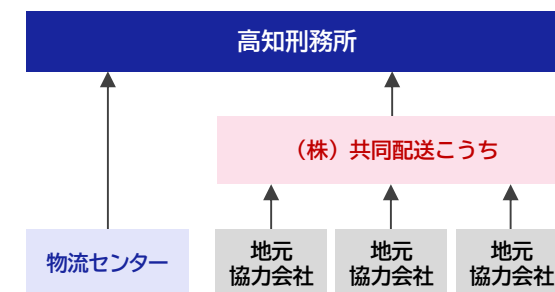 高知刑務所
（株）共同配送こうち
物流センター
地元
協力会社
地元
協力会社
地元
協力会社